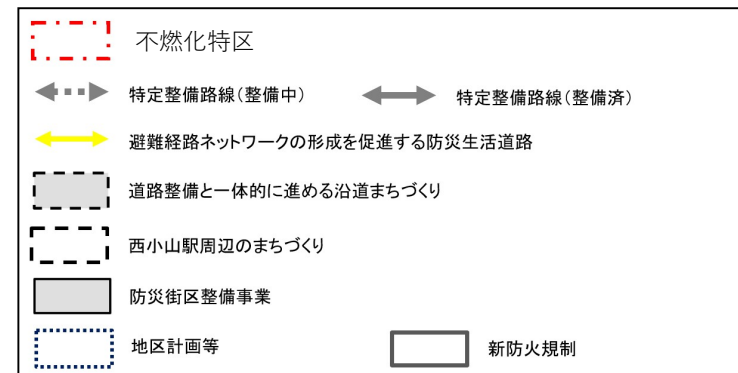 不燃化特区
特定整備路線(整備中) 特定整備路線(整備済)
避難経路ネットワークの形成を促進する防災生活道路
道路整備と一体的に進める沿道まちづくり
西小山駅周辺のまちづくり
防災街区整備事業
地区計画等 新防火規制